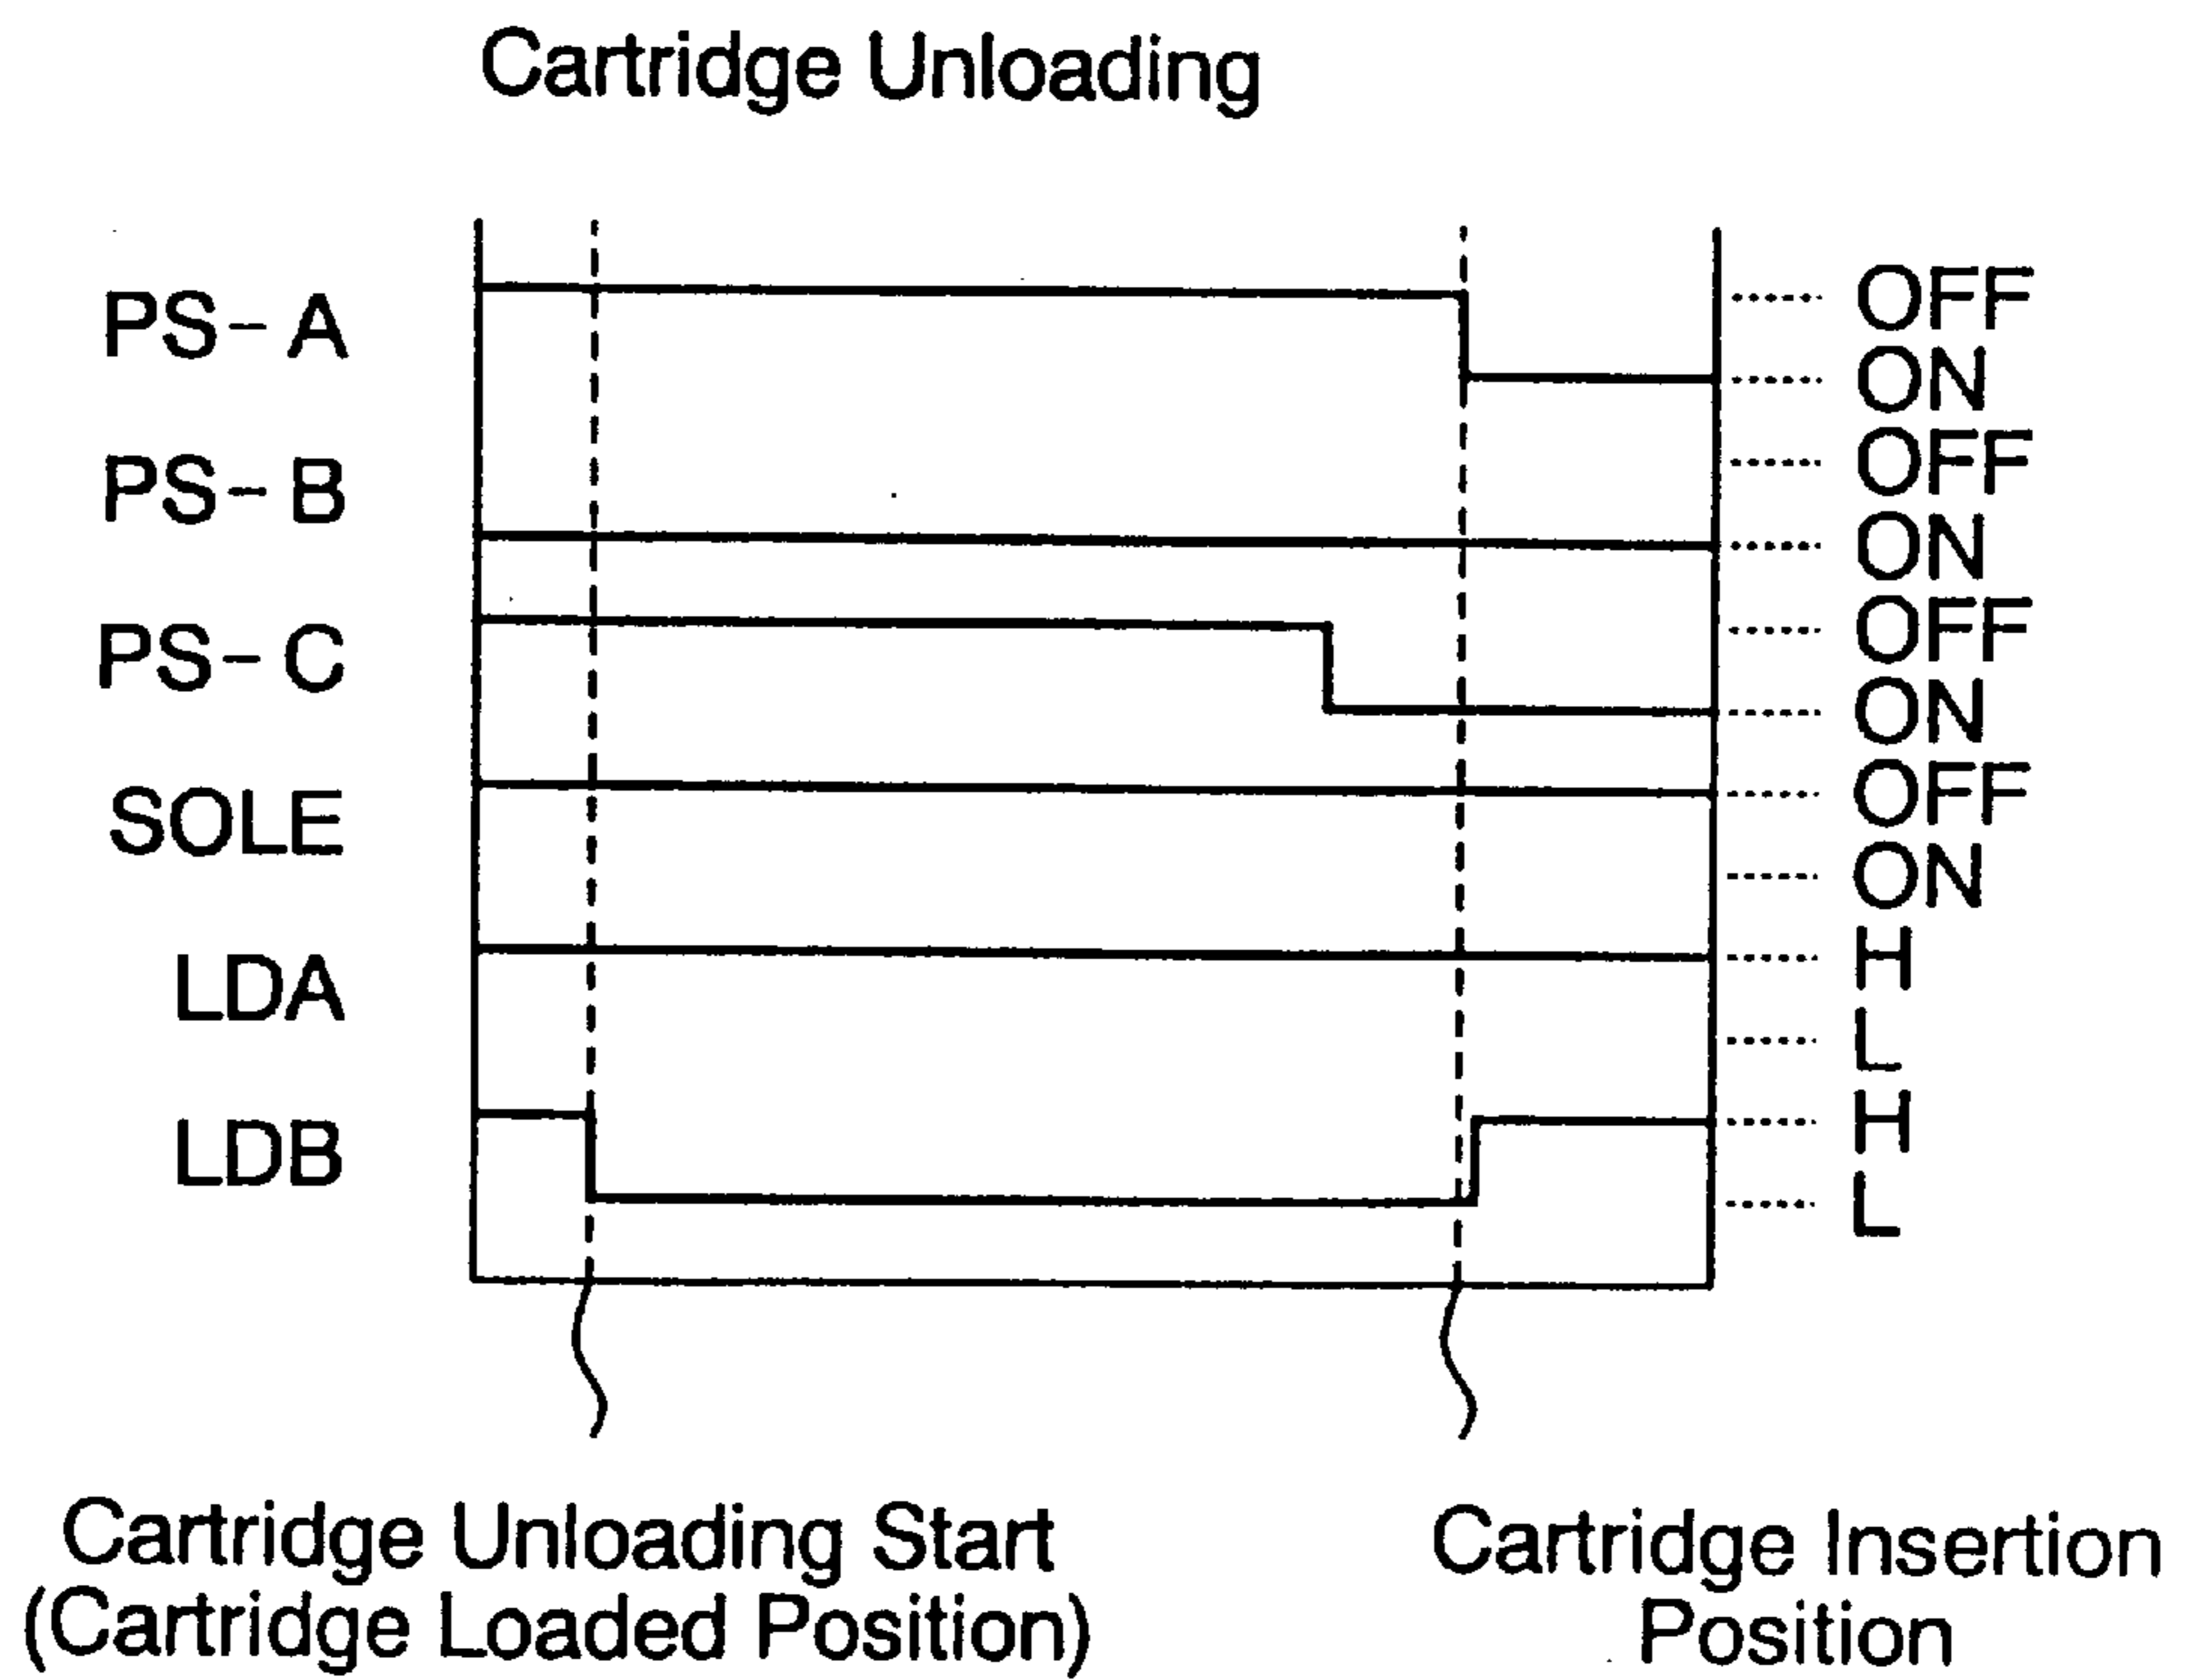 Cartridge Unloading
PS-A
OFF
ON
PS-B
OFF
ON
PS-C
OFF
ON
SOLE
OFF
ON
LDA
H
L
LDB
H
L
Cartridge Unloading Start
(Cartridge Loaded Position)
Cartridge Insertion
Position